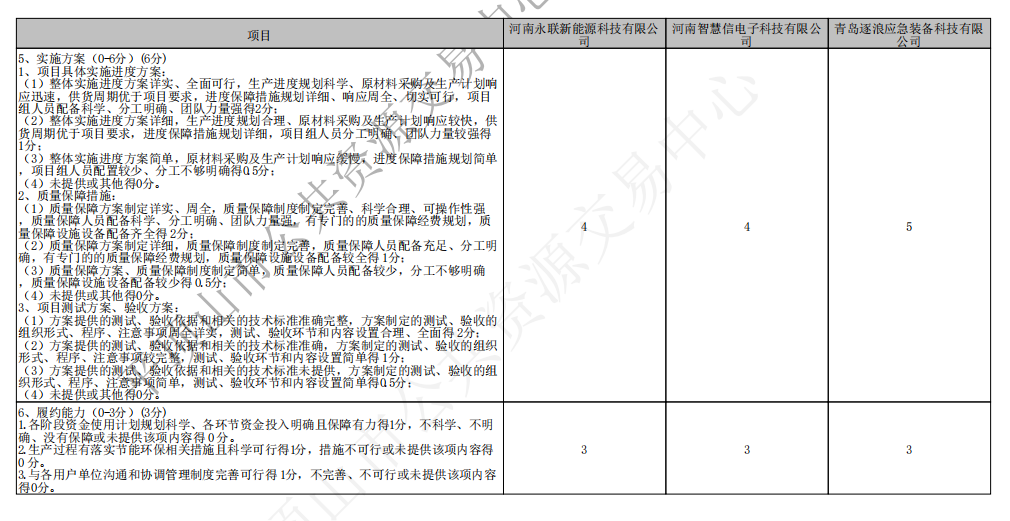 项目
河南永联新能源科技有限公
司
河南智慧信电子科技有限公
司
青岛逐浪应急装备科技有限
公司
5、实施方案（0-6分）(6分)
1、项目具体实施进度方案：
（1）整体实施进度方案详实、全面可行，生产进度规划科学、原材料采购及生产计划响
应迅速，供货周期优于项目要求，进度保障措施规划详细、响应周全、切实可行，项目
组人员配备科学、分工明确、团队力量强得2分；
（2）整体实施进度方案详细，生产进度规划合理、原材料采购及生产计划响应较快，供
货周期优于项目要求，进度保障措施规划详细，项目组人员分工明确、团队力量较强得
1分；
（3）整体实施进度方案简单，原材料采购及生产计划响应缓慢，进度保障措施规划简单
，项目组人员配置较少、分工不够明确得0.5分；
（4）未提供或其他得0分。
2、质量保障措施：
（1）质量保障方案制定详实、周全，质量保障制度制定完善、科学合理、可操作性强
，质量保障人员配备科学、分工明确、团队力量强，有专门的的质量保障经费规划，质
量保障设施设备配备齐全得 2分；
（2）质量保障方案制定详细，质量保障制度制定完善，质量保障人员配备充足、分工明
确，有专门的的质量保障经费规划，质量保障设施设备配备较全得 1分；
（3）质量保障方案、质量保障制度制定简单，质量保障人员配备较少，分工不够明确
，质量保障设施设备配备较少得 0.5分；
（4）未提供或其他得0分。
3、项目测试方案、验收方案：
（1）方案提供的测试、验收依据和相关的技术标准准确完整，方案制定的测试、验收的
组织形式、程序、注意事项周全详实，测试、验收环节和内容设置合理、全面得 2分；
（2）方案提供的测试、验收依据和相关的技术标准准确，方案制定的测试、验收的组织
形式、程序、注意事项较完整，测试、验收环节和内容设置简单得 1分；
（3）方案提供的测试、验收依据和相关的技术标准未提供，方案制定的测试、验收的组
织形式、程序、注意事项简单，测试、验收环节和内容设置简单得0.5分；
（4）未提供或其他得0分。
4
4
5
6、履约能力（0-3分）(3分)
1.各阶段资金使用计划规划科学、各环节资金投入明确且保障有力得1分，不科学、不明
确、没有保障或未提供该项内容得 0 分。
2.生产过程有落实节能环保相关措施且科学可行得1分，措施不可行或未提供该项内容得
0 分。
3.与各用户单位沟通和协调管理制度完善可行得 1分，不完善、不可行或未提供该项内容
得0分。
3
3
3
平顶山市公共资源交易中心